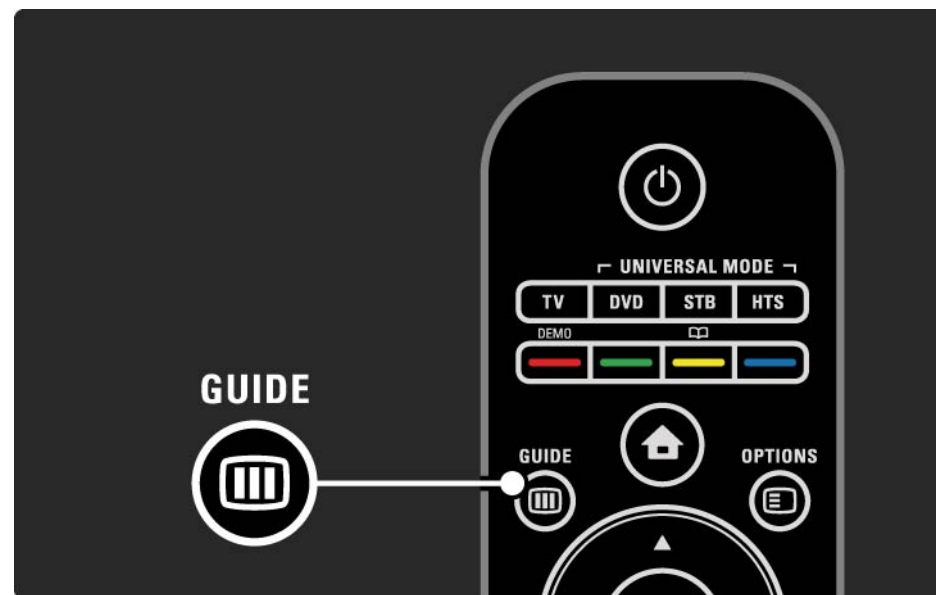 UNIVERSAL MODE
TV DVD STB HTS
DEMO
GUIDE
GUIDE
OPTIONS